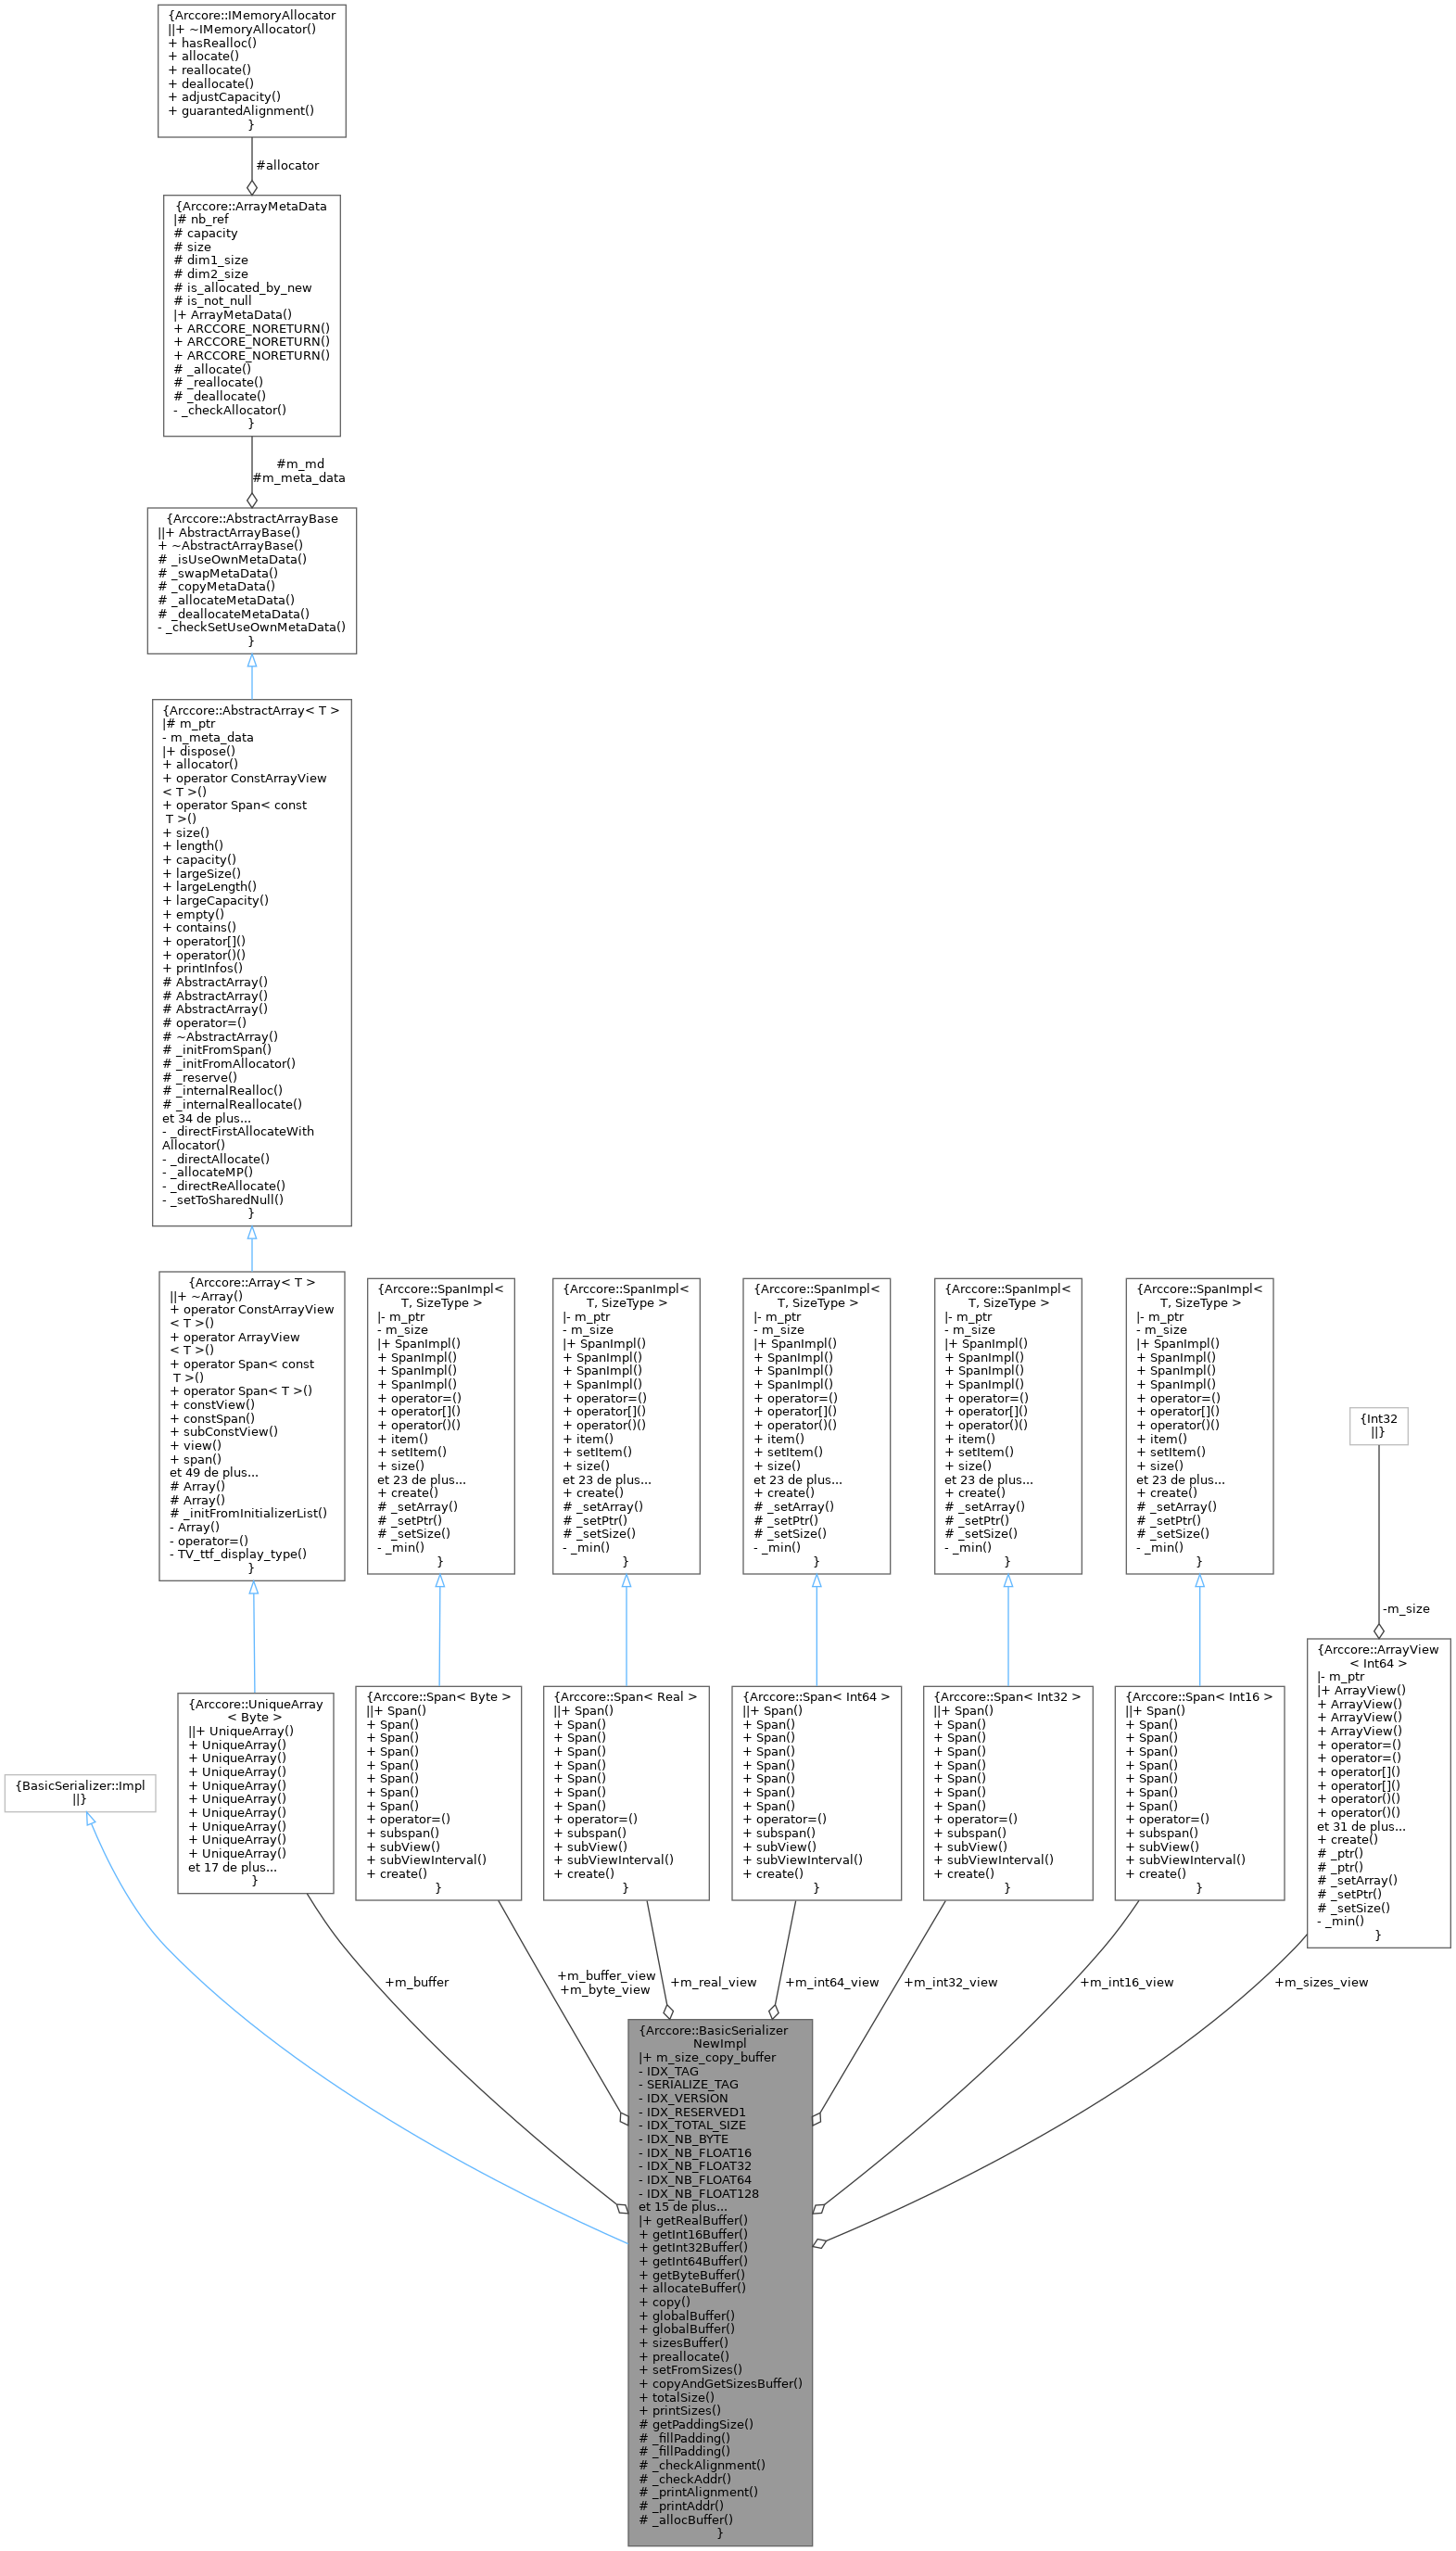 {Arccore::IMemoryAllocator
||+ ~IMemoryAllocator()
+ hasRealloc()
+ allocate()
+ reallocate()
+ deallocate()
+ adjustCapacity()
+ guarantedAlignment()
}
#allocator
{Arccore::ArrayMetaData
|# nb_ref
# capacity
# size
# dim1_size
# dim2_size
# is_allocated_by_new
# is_not_null
|+ ArrayMetaData()
+ ARCCORE_NORETURN()
+ ARCCORE_NORETURN()
+ ARCCORE_NORETURN()
# _allocate()
# _reallocate()
# _deallocate()
- _checkAllocator()
}
#m_md
#m_meta_data
{Arccore::AbstractArrayBase
||+ AbstractArrayBase()
+ ~AbstractArrayBase()
# _isUseOwnMetaData()
# _swapMetaData()
# _copyMetaData()
# _allocateMetaData()
# _deallocateMetaData()
- _checkSetUseOwnMetaData()
}
{Arccore::AbstractArray< T >
|# m_ptr
- m_meta_data
|+ dispose()
+ allocator()
+ operator ConstArrayView
< T >()
+ operator Span< const
T >()
+ size()
+ length()
+ capacity()
+ largeSize()
+ largeLength()
+ largeCapacity()
+ empty()
+ contains()
+ operator[]()
+ operator()()
+ printInfos()
# AbstractArray()
# AbstractArray()
# AbstractArray()
# operator=()
# ~AbstractArray()
# _initFromSpan()
# _initFromAllocator()
# _reserve()
# _internalRealloc()
# _internalReallocate()
et 34 de plus...
- _directFirstAllocateWith
Allocator()
- _directAllocate()
- _allocateMP()
- _directReAllocate()
- _setToSharedNull()
}
{Arccore::Array< T >
||+ ~Array()
+ operator ConstArrayView
< T >()
+ operator ArrayView
< T >()
+ operator Span< const
T >()
+ operator Span< T >()
+ constView()
+ constSpan()
+ subConstView()
+ view()
+ span()
et 49 de plus...
# Array()
# Array()
# _initFromInitializerList()
- Array()
- operator=()
- TV_ttf_display_type()
}
{Arccore::SpanImpl<
T, SizeType >
|- m_ptr
- m_size
|+ SpanImpl()
+ SpanImpl()
+ SpanImpl()
+ SpanImpl()
+ operator=()
+ operator[]()
+ operator()()
+ item()
+ setItem()
+ size()
et 23 de plus...
+ create()
# _setArray()
# _setPtr()
# _setSize()
- _min()
}
{Arccore::SpanImpl<
T, SizeType >
|- m_ptr
- m_size
|+ SpanImpl()
+ SpanImpl()
+ SpanImpl()
+ SpanImpl()
+ operator=()
+ operator[]()
+ operator()()
+ item()
+ setItem()
+ size()
et 23 de plus...
+ create()
# _setArray()
# _setPtr()
# _setSize()
- _min()
}
{Arccore::SpanImpl<
T, SizeType >
|- m_ptr
- m_size
|+ SpanImpl()
+ SpanImpl()
+ SpanImpl()
+ SpanImpl()
+ operator=()
+ operator[]()
+ operator()()
+ item()
+ setItem()
+ size()
et 23 de plus...
+ create()
# _setArray()
# _setPtr()
# _setSize()
- _min()
}
{Arccore::SpanImpl<
T, SizeType >
|- m_ptr
- m_size
|+ SpanImpl()
+ SpanImpl()
+ SpanImpl()
+ SpanImpl()
+ operator=()
+ operator[]()
+ operator()()
+ item()
+ setItem()
+ size()
et 23 de plus...
+ create()
# _setArray()
# _setPtr()
# _setSize()
- _min()
}
{Arccore::SpanImpl<
T, SizeType >
|- m_ptr
- m_size
|+ SpanImpl()
+ SpanImpl()
+ SpanImpl()
+ SpanImpl()
+ operator=()
+ operator[]()
+ operator()()
+ item()
+ setItem()
+ size()
et 23 de plus...
+ create()
# _setArray()
# _setPtr()
# _setSize()
- _min()
}
{Int32
||}
-m_size
{BasicSerializer::Impl
||}
{Arccore::UniqueArray
< Byte >
||+ UniqueArray()
+ UniqueArray()
+ UniqueArray()
+ UniqueArray()
+ UniqueArray()
+ UniqueArray()
+ UniqueArray()
+ UniqueArray()
+ UniqueArray()
+ UniqueArray()
et 17 de plus...
}
{Arccore::Span< Byte >
||+ Span()
+ Span()
+ Span()
+ Span()
+ Span()
+ Span()
+ Span()
+ Span()
+ operator=()
+ subspan()
+ subView()
+ subViewInterval()
+ create()
}
{Arccore::Span< Real >
||+ Span()
+ Span()
+ Span()
+ Span()
+ Span()
+ Span()
+ Span()
+ Span()
+ operator=()
+ subspan()
+ subView()
+ subViewInterval()
+ create()
}
{Arccore::Span< Int64 >
||+ Span()
+ Span()
+ Span()
+ Span()
+ Span()
+ Span()
+ Span()
+ Span()
+ operator=()
+ subspan()
+ subView()
+ subViewInterval()
+ create()
}
{Arccore::Span< Int32 >
||+ Span()
+ Span()
+ Span()
+ Span()
+ Span()
+ Span()
+ Span()
+ Span()
+ operator=()
+ subspan()
+ subView()
+ subViewInterval()
+ create()
}
{Arccore::Span< Int16 >
||+ Span()
+ Span()
+ Span()
+ Span()
+ Span()
+ Span()
+ Span()
+ Span()
+ operator=()
+ subspan()
+ subView()
+ subViewInterval()
+ create()
}
{Arccore::ArrayView
< Int64 >
|- m_ptr
|+ ArrayView()
+ ArrayView()
+ ArrayView()
+ ArrayView()
+ operator=()
+ operator=()
+ operator[]()
+ operator[]()
+ operator()()
+ operator()()
et 31 de plus...
+ create()
# _ptr()
# _ptr()
# _setArray()
# _setPtr()
# _setSize()
- _min()
}
+m_buffer
+m_buffer_view
+m_byte_view
+m_real_view
+m_int64_view
+m_int32_view
+m_int16_view
+m_sizes_view
{Arccore::BasicSerializer
NewImpl
|+ m_size_copy_buffer
- IDX_TAG
- SERIALIZE_TAG
- IDX_VERSION
- IDX_RESERVED1
- IDX_TOTAL_SIZE
- IDX_NB_BYTE
- IDX_NB_FLOAT16
- IDX_NB_FLOAT32
- IDX_NB_FLOAT64
- IDX_NB_FLOAT128
et 15 de plus...
|+ getRealBuffer()
+ getInt16Buffer()
+ getInt32Buffer()
+ getInt64Buffer()
+ getByteBuffer()
+ allocateBuffer()
+ copy()
+ globalBuffer()
+ globalBuffer()
+ sizesBuffer()
+ preallocate()
+ setFromSizes()
+ copyAndGetSizesBuffer()
+ totalSize()
+ printSizes()
# getPaddingSize()
# _fillPadding()
# _fillPadding()
# _checkAlignment()
# _checkAddr()
# _printAlignment()
# _printAddr()
# _allocBuffer()
}